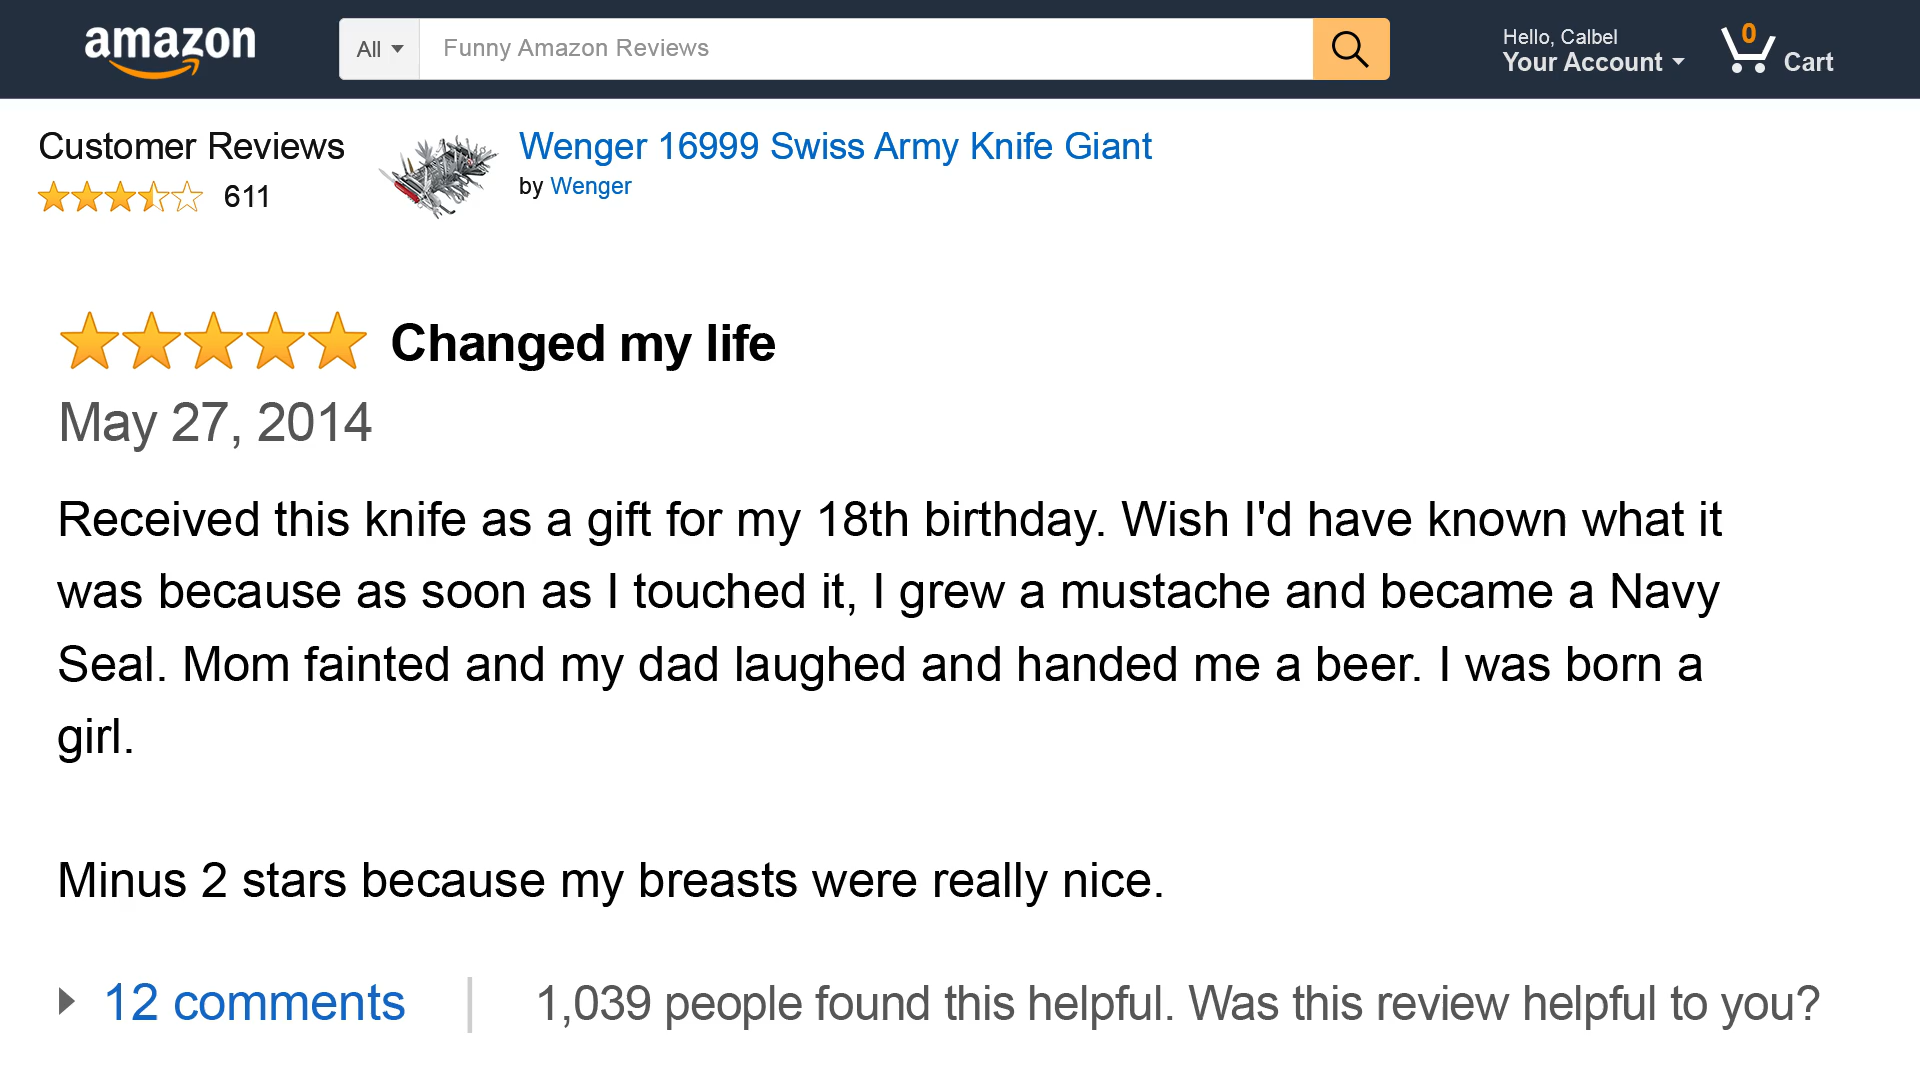 amazon
All
Funny Amazon Reviews
Hello, Calbel
Your Account
0
Cart
Customer Reviews
611
Wenger 16999 Swiss Army Knife Giant
by Wenger
Changed my life
May 27, 2014
Received this knife as a gift for my 18th birthday. Wish I'd have known what it
was because as soon as I touched it, I grew a mustache and became a Navy
Seal. Mom fainted and my dad laughed and handed me a beer. I was born a
girl.
Minus 2 stars because my breasts were really nice.
12 comments
1,039 people found this helpful. Was this review helpful to you?